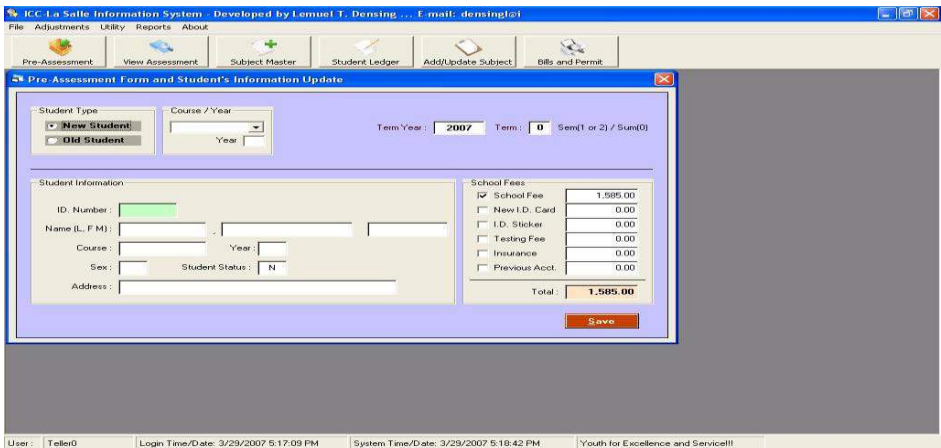 ICC-La Salle Information System - Developed by Lemuel T. Densing ... E-mail: densingl@i
File Adjustments Utility Reports About
Pre-Assessment View Assessment Subject Master Student Ledger Add/Update Subject Bills and Permit
Pre-Assessment Form and Student's Information Update
Student Type Course / Year
New Student
Old Student
Year
Term Year : 2007 Term : 0 Sem(1 or 2) / Sum(0)
Student Information
ID. Number :
Name (L, F M) : ,
Course : Year :
Sex : Student Status : N
Address :
School Fees
School Fee 1,585.00
New I.D. Card 0.00
I.D. Sticker 0.00
Testing Fee 0.00
Insurance 0.00
Previous Acct. 0.00
Total : 1,585.00
Save
User : Teller0 Login Time/Date: 3/29/2007 5:17:09 PM System Time/Date: 3/29/2007 5:18:42 PM Youth for Excellence and Service!!!